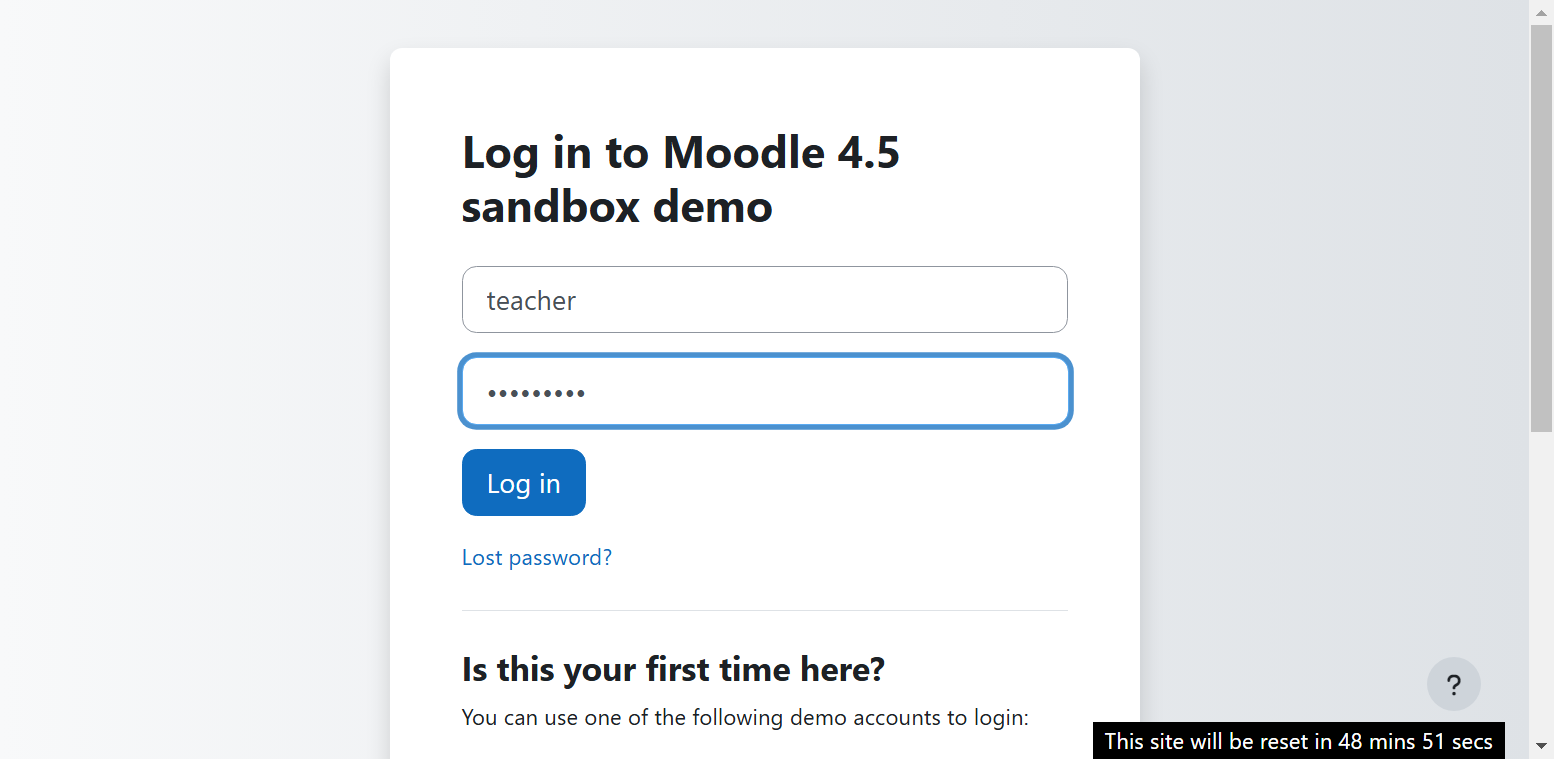 Log in to Moodle 4.5
sandbox demo
teacher
•••••••••
Log in
Lost password?
Is this your first time here?
You can use one of the following demo accounts to login:
?
This site will be reset in 48 mins 51 secs